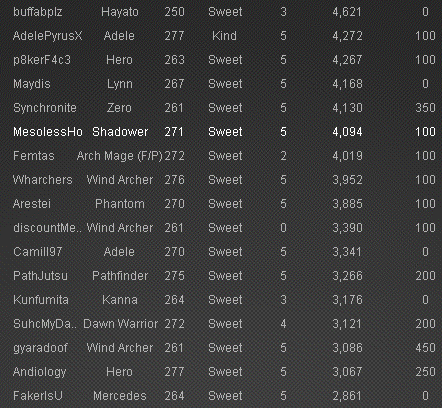 buffabplz Hayato 250 Sweet 3 4,621 0
AdelePyrusX Adele 277 Kind 5 4,272 100
p8kerF4c3 Hero 263 Sweet 5 4,267 100
Maydis Lynn 267 Sweet 5 4,168 0
Synchronite Zero 261 Sweet 5 4,130 350
MesolessHo Shadower 271 Sweet 5 4,094 100
Femtas Arch Mage (F/P) 272 Sweet 2 4,019 100
Wharchers Wind Archer 276 Sweet 5 3,952 100
Arestei Phantom 270 Sweet 5 3,885 100
discountMe.. Wind Archer 261 Sweet 0 3,390 100
Camill97 Adele 270 Sweet 5 3,341 0
PathJutsu Pathfinder 275 Sweet 5 3,266 200
Kunfumita Kanna 264 Sweet 3 3,176 0
SuhcMyDa.. Dawn Warrior 272 Sweet 4 3,121 200
gyaradoof Wind Archer 261 Sweet 5 3,086 450
Andiology Hero 277 Sweet 5 3,067 250
FakerIsU Mercedes 264 Sweet 5 2,861 0